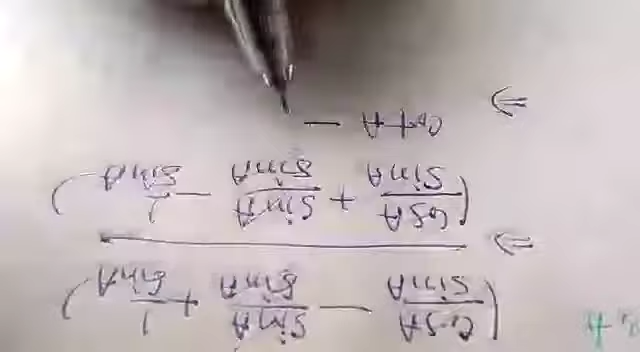 ⇒ (cosA/sinA − sinA/sinA + 1/sinA) / (cosA/sinA + sinA/sinA − 1/sinA)
⇒ cotA −